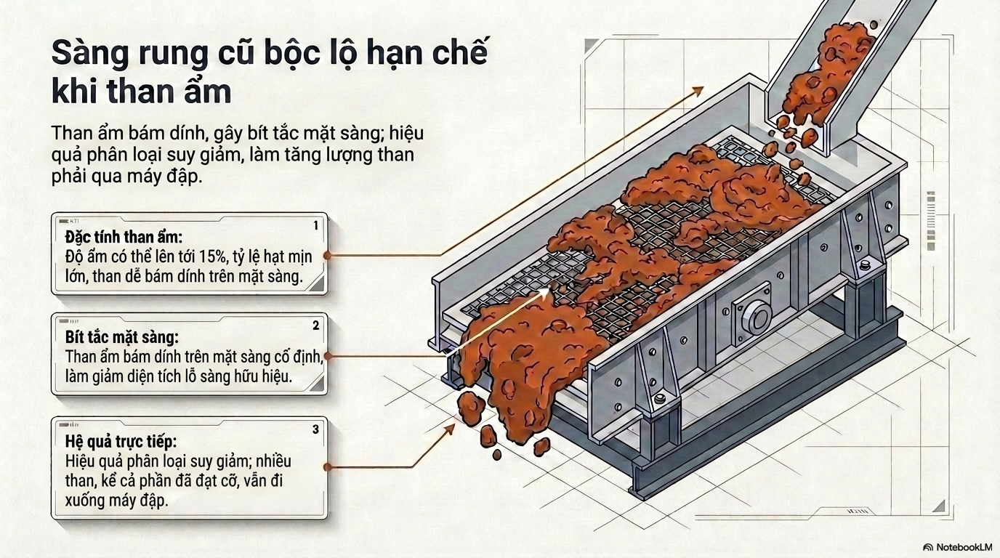 Sàng rung cũ bộc lộ hạn chế
khi than ẩm
Than ẩm bám dính, gây bít tắc mặt sàng; hiệu
quả phân loại suy giảm, làm tăng lượng than
phải qua máy đập.
1
Đặc tính than ẩm:
Độ ẩm có thể lên tới 15%, tỷ lệ hạt mịn
lớn, than dễ bám dính trên mặt sàng.
2
Bít tắc mặt sàng:
Than ẩm bám dính trên mặt sàng cố định,
làm giảm diện tích lỗ sàng hữu hiệu.
3
Hệ quả trực tiếp:
Hiệu quả phân loại suy giảm; nhiều
than, kể cả phần đã đạt cỡ, vẫn đi
xuống máy đập.
NotebookLM